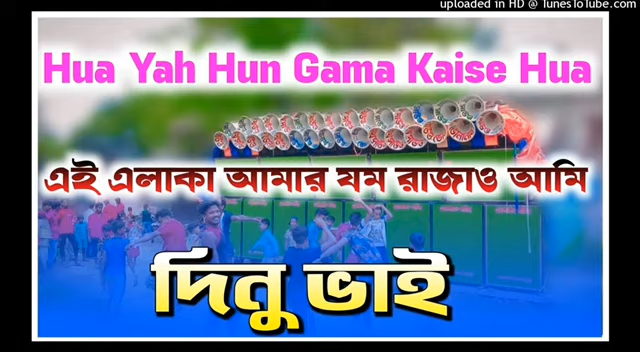 uploaded in HD @ TunesToTube.com
Hua Yah Hun Gama Kaise Hua
এই এলাকা আমার যম রাজাও আমি
দিনু ভাই